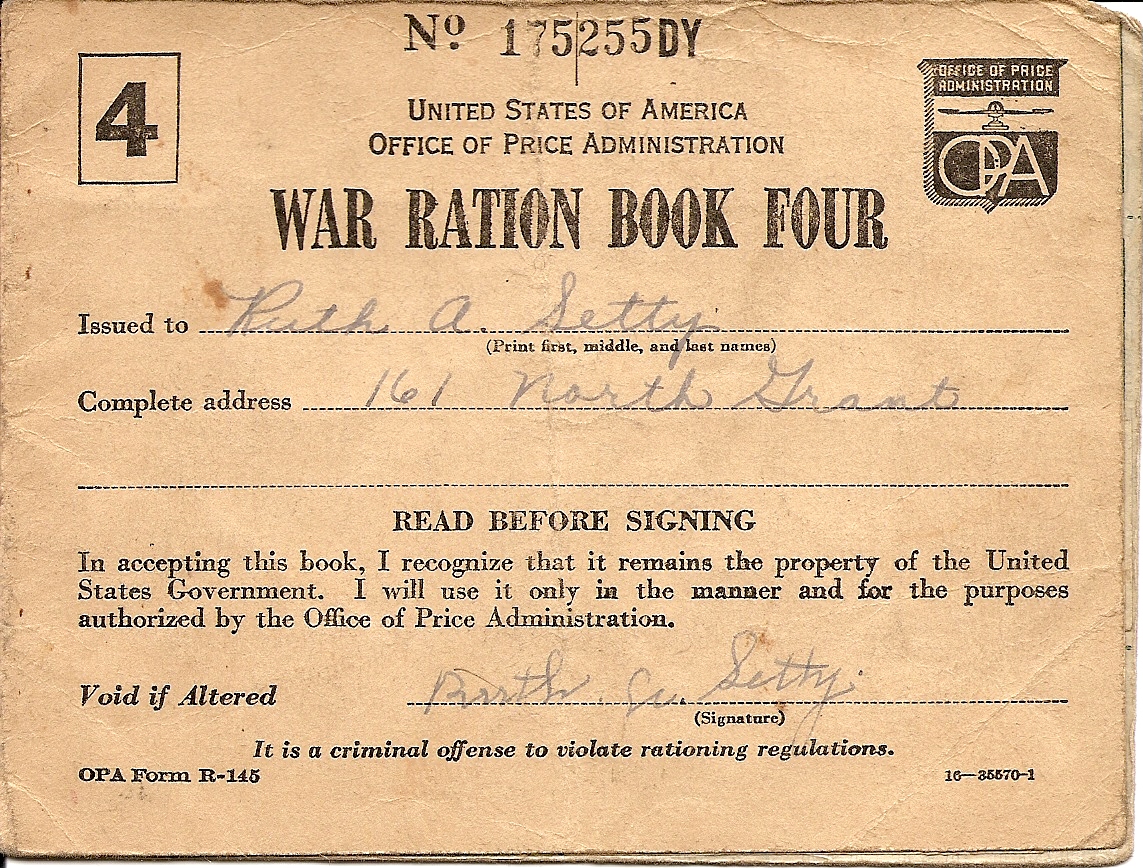 Nº 175255DY
4
UNITED STATES OF AMERICA
OFFICE OF PRICE ADMINISTRATION
OFFICE OF PRICE
ADMINISTRATION
OPA
WAR RATION BOOK FOUR
Issued to Ruth A. Setty
(Print first, middle, and last names)
Complete address 161 North Grant
READ BEFORE SIGNING
In accepting this book, I recognize that it remains the property of the United
States Government. I will use it only in the manner and for the purposes
authorized by the Office of Price Administration.
Void if Altered Setty
(Signature)
It is a criminal offense to violate rationing regulations.
OPA Form R-145
16—35570-1